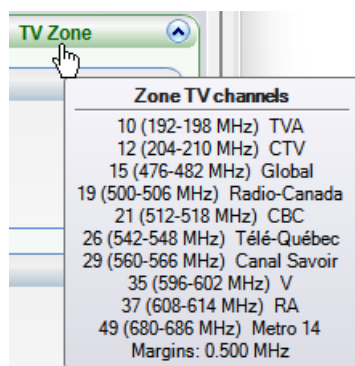 TV Zone
Zone TV channels
10 (192-198 MHz) TVA
12 (204-210 MHz) CTV
15 (476-482 MHz) Global
19 (500-506 MHz) Radio-Canada
21 (512-518 MHz) CBC
26 (542-548 MHz) Télé-Québec
29 (560-566 MHz) Canal Savoir
35 (596-602 MHz) V
37 (608-614 MHz) RA
49 (680-686 MHz) Metro 14
Margins: 0.500 MHz